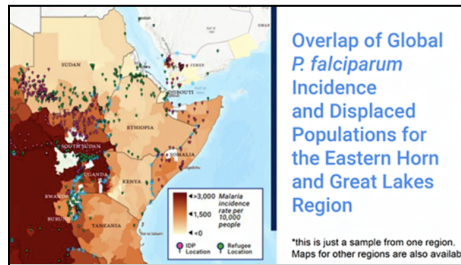 SUDAN
YEMEN
DJIBOUTI
ETHIOPIA
SOUTH SUDAN
SOMALIA
UGANDA
KENYA
RWANDA
TANZANIA
>3,000
1,500
+0
Malaria
incidence
rate per
10,000
people
IDP
Location
Refugee
Location
Overlap of Global
P. falciparum
Incidence
and Displaced
Populations for
the Eastern Horn
and Great Lakes
Region
*this is just a sample from one region.
Maps for other regions are also availab